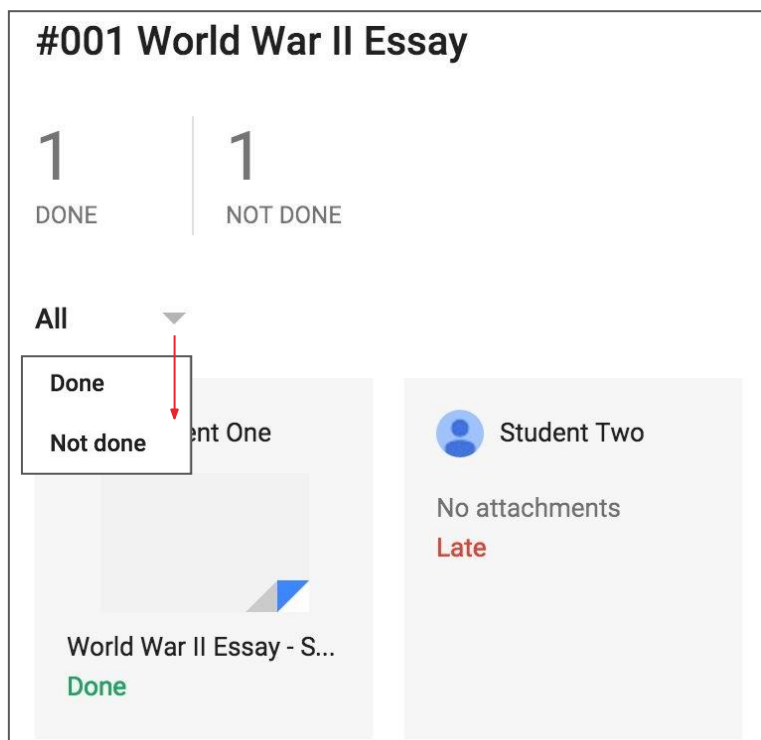 #001 World War II Essay
1
DONE
1
NOT DONE
All
Done
Not done
ent One
World War II Essay - S...
Done
Student Two
No attachments
Late